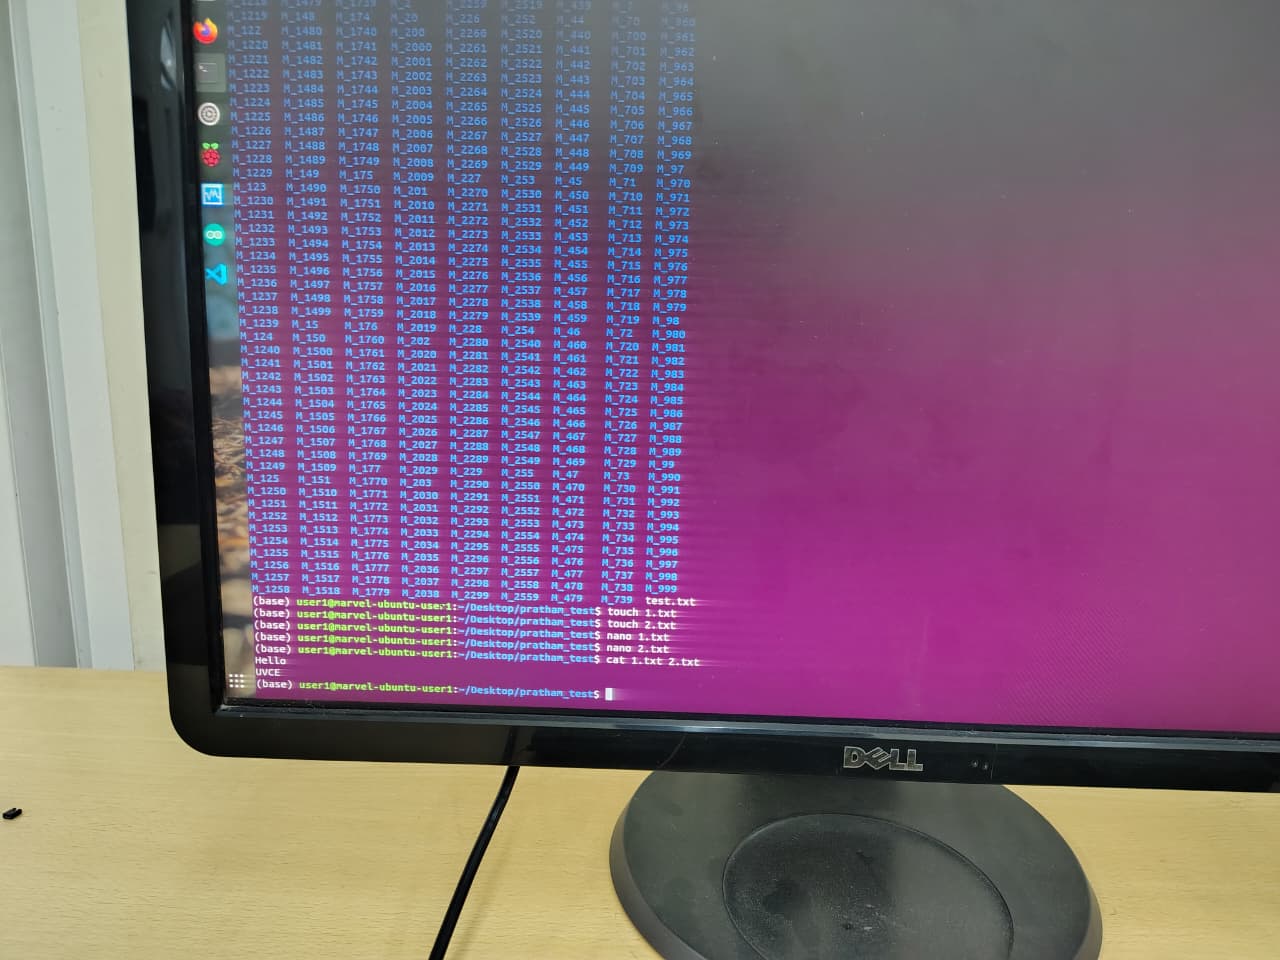 M_1219 M_148 M_174 M_20 M_226 M_252 M_44 M_70 M_960
M_122 M_1480 M_1740 M_200 M_2260 M_2520 M_440 M_700 M_961
M_1220 M_1481 M_1741 M_2000 M_2261 M_2521 M_441 M_701 M_962
M_1221 M_1482 M_1742 M_2001 M_2262 M_2522 M_442 M_702 M_963
M_1222 M_1483 M_1743 M_2002 M_2263 M_2523 M_443 M_703 M_964
M_1223 M_1484 M_1744 M_2003 M_2264 M_2524 M_444 M_704 M_965
M_1224 M_1485 M_1745 M_2004 M_2265 M_2525 M_445 M_705 M_966
M_1225 M_1486 M_1746 M_2005 M_2266 M_2526 M_446 M_706 M_967
M_1226 M_1487 M_1747 M_2006 M_2267 M_2527 M_447 M_707 M_968
M_1227 M_1488 M_1748 M_2007 M_2268 M_2528 M_448 M_708 M_969
M_1228 M_1489 M_1749 M_2008 M_2269 M_2529 M_449 M_709 M_97
M_1229 M_149 M_175 M_2009 M_227 M_253 M_45 M_71 M_970
M_123 M_1490 M_1750 M_201 M_2270 M_2530 M_450 M_710 M_971
M_1230 M_1491 M_1751 M_2010 M_2271 M_2531 M_451 M_711 M_972
M_1231 M_1492 M_1752 M_2011 M_2272 M_2532 M_452 M_712 M_973
M_1232 M_1493 M_1753 M_2012 M_2273 M_2533 M_453 M_713 M_974
M_1233 M_1494 M_1754 M_2013 M_2274 M_2534 M_454 M_714 M_975
M_1234 M_1495 M_1755 M_2014 M_2275 M_2535 M_455 M_715 M_976
M_1235 M_1496 M_1756 M_2015 M_2276 M_2536 M_456 M_716 M_977
M_1236 M_1497 M_1757 M_2016 M_2277 M_2537 M_457 M_717 M_978
M_1237 M_1498 M_1758 M_2017 M_2278 M_2538 M_458 M_718 M_979
M_1238 M_1499 M_1759 M_2018 M_2279 M_2539 M_459 M_719 M_98
M_1239 M_15 M_176 M_2019 M_228 M_254 M_46 M_72 M_980
M_124 M_150 M_1760 M_202 M_2280 M_2540 M_460 M_720 M_981
M_1240 M_1500 M_1761 M_2020 M_2281 M_2541 M_461 M_721 M_982
M_1241 M_1501 M_1762 M_2021 M_2282 M_2542 M_462 M_722 M_983
M_1242 M_1502 M_1763 M_2022 M_2283 M_2543 M_463 M_723 M_984
M_1243 M_1503 M_1764 M_2023 M_2284 M_2544 M_464 M_724 M_985
M_1244 M_1504 M_1765 M_2024 M_2285 M_2545 M_465 M_725 M_986
M_1245 M_1505 M_1766 M_2025 M_2286 M_2546 M_466 M_726 M_987
M_1246 M_1506 M_1767 M_2026 M_2287 M_2547 M_467 M_727 M_988
M_1247 M_1507 M_1768 M_2027 M_2288 M_2548 M_468 M_728 M_989
M_1248 M_1508 M_1769 M_2028 M_2289 M_2549 M_469 M_729 M_99
M_1249 M_1509 M_177 M_2029 M_229 M_255 M_47 M_73 M_990
M_125 M_151 M_1770 M_203 M_2290 M_2550 M_470 M_730 M_991
M_1250 M_1510 M_1771 M_2030 M_2291 M_2551 M_471 M_731 M_992
M_1251 M_1511 M_1772 M_2031 M_2292 M_2552 M_472 M_732 M_993
M_1252 M_1512 M_1773 M_2032 M_2293 M_2553 M_473 M_733 M_994
M_1253 M_1513 M_1774 M_2033 M_2294 M_2554 M_474 M_734 M_995
M_1254 M_1514 M_1775 M_2034 M_2295 M_2555 M_475 M_735 M_996
M_1255 M_1515 M_1776 M_2035 M_2296 M_2556 M_476 M_736 M_997
M_1256 M_1516 M_1777 M_2036 M_2297 M_2557 M_477 M_737 M_998
M_1257 M_1517 M_1778 M_2037 M_2298 M_2558 M_478 M_738 M_999
M_1258 M_1518 M_1779 M_2038 M_2299 M_2559 M_479 M_739 test.txt
(base) user1@marvel-ubuntu-user1:~/Desktop/pratham_test$ touch 1.txt
(base) user1@marvel-ubuntu-user1:~/Desktop/pratham_test$ touch 2.txt
(base) user1@marvel-ubuntu-user1:~/Desktop/pratham_test$ nano 1.txt
(base) user1@marvel-ubuntu-user1:~/Desktop/pratham_test$ nano 2.txt
(base) user1@marvel-ubuntu-user1:~/Desktop/pratham_test$ cat 1.txt 2.txt
Hello
UVCE
(base) user1@marvel-ubuntu-user1:~/Desktop/pratham_test$
DELL